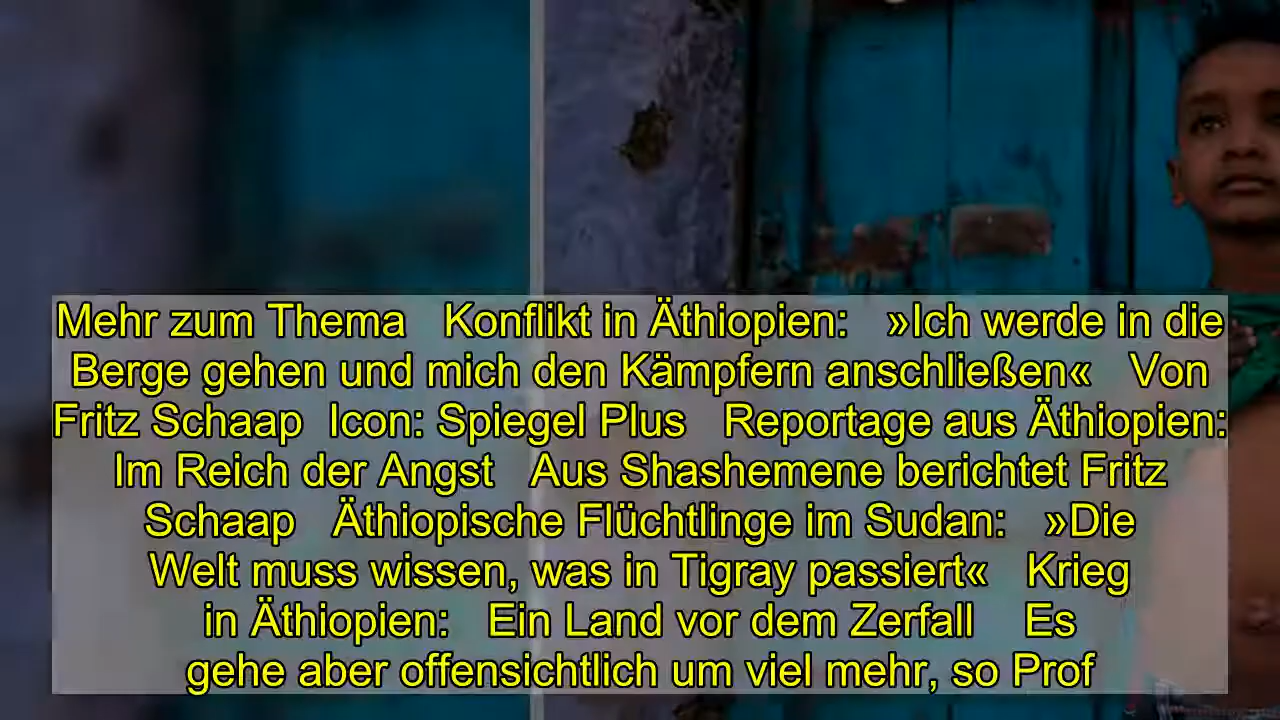 Mehr zum Thema   Konflikt in Äthiopien:   »Ich werde in die
Berge gehen und mich den Kämpfern anschließen«   Von
Fritz Schaap  Icon: Spiegel Plus   Reportage aus Äthiopien:
Im Reich der Angst   Aus Shashemene berichtet Fritz
Schaap   Äthiopische Flüchtlinge im Sudan:   »Die
Welt muss wissen, was in Tigray passiert«   Krieg
in Äthiopien:   Ein Land vor dem Zerfall    Es
gehe aber offensichtlich um viel mehr, so Prof